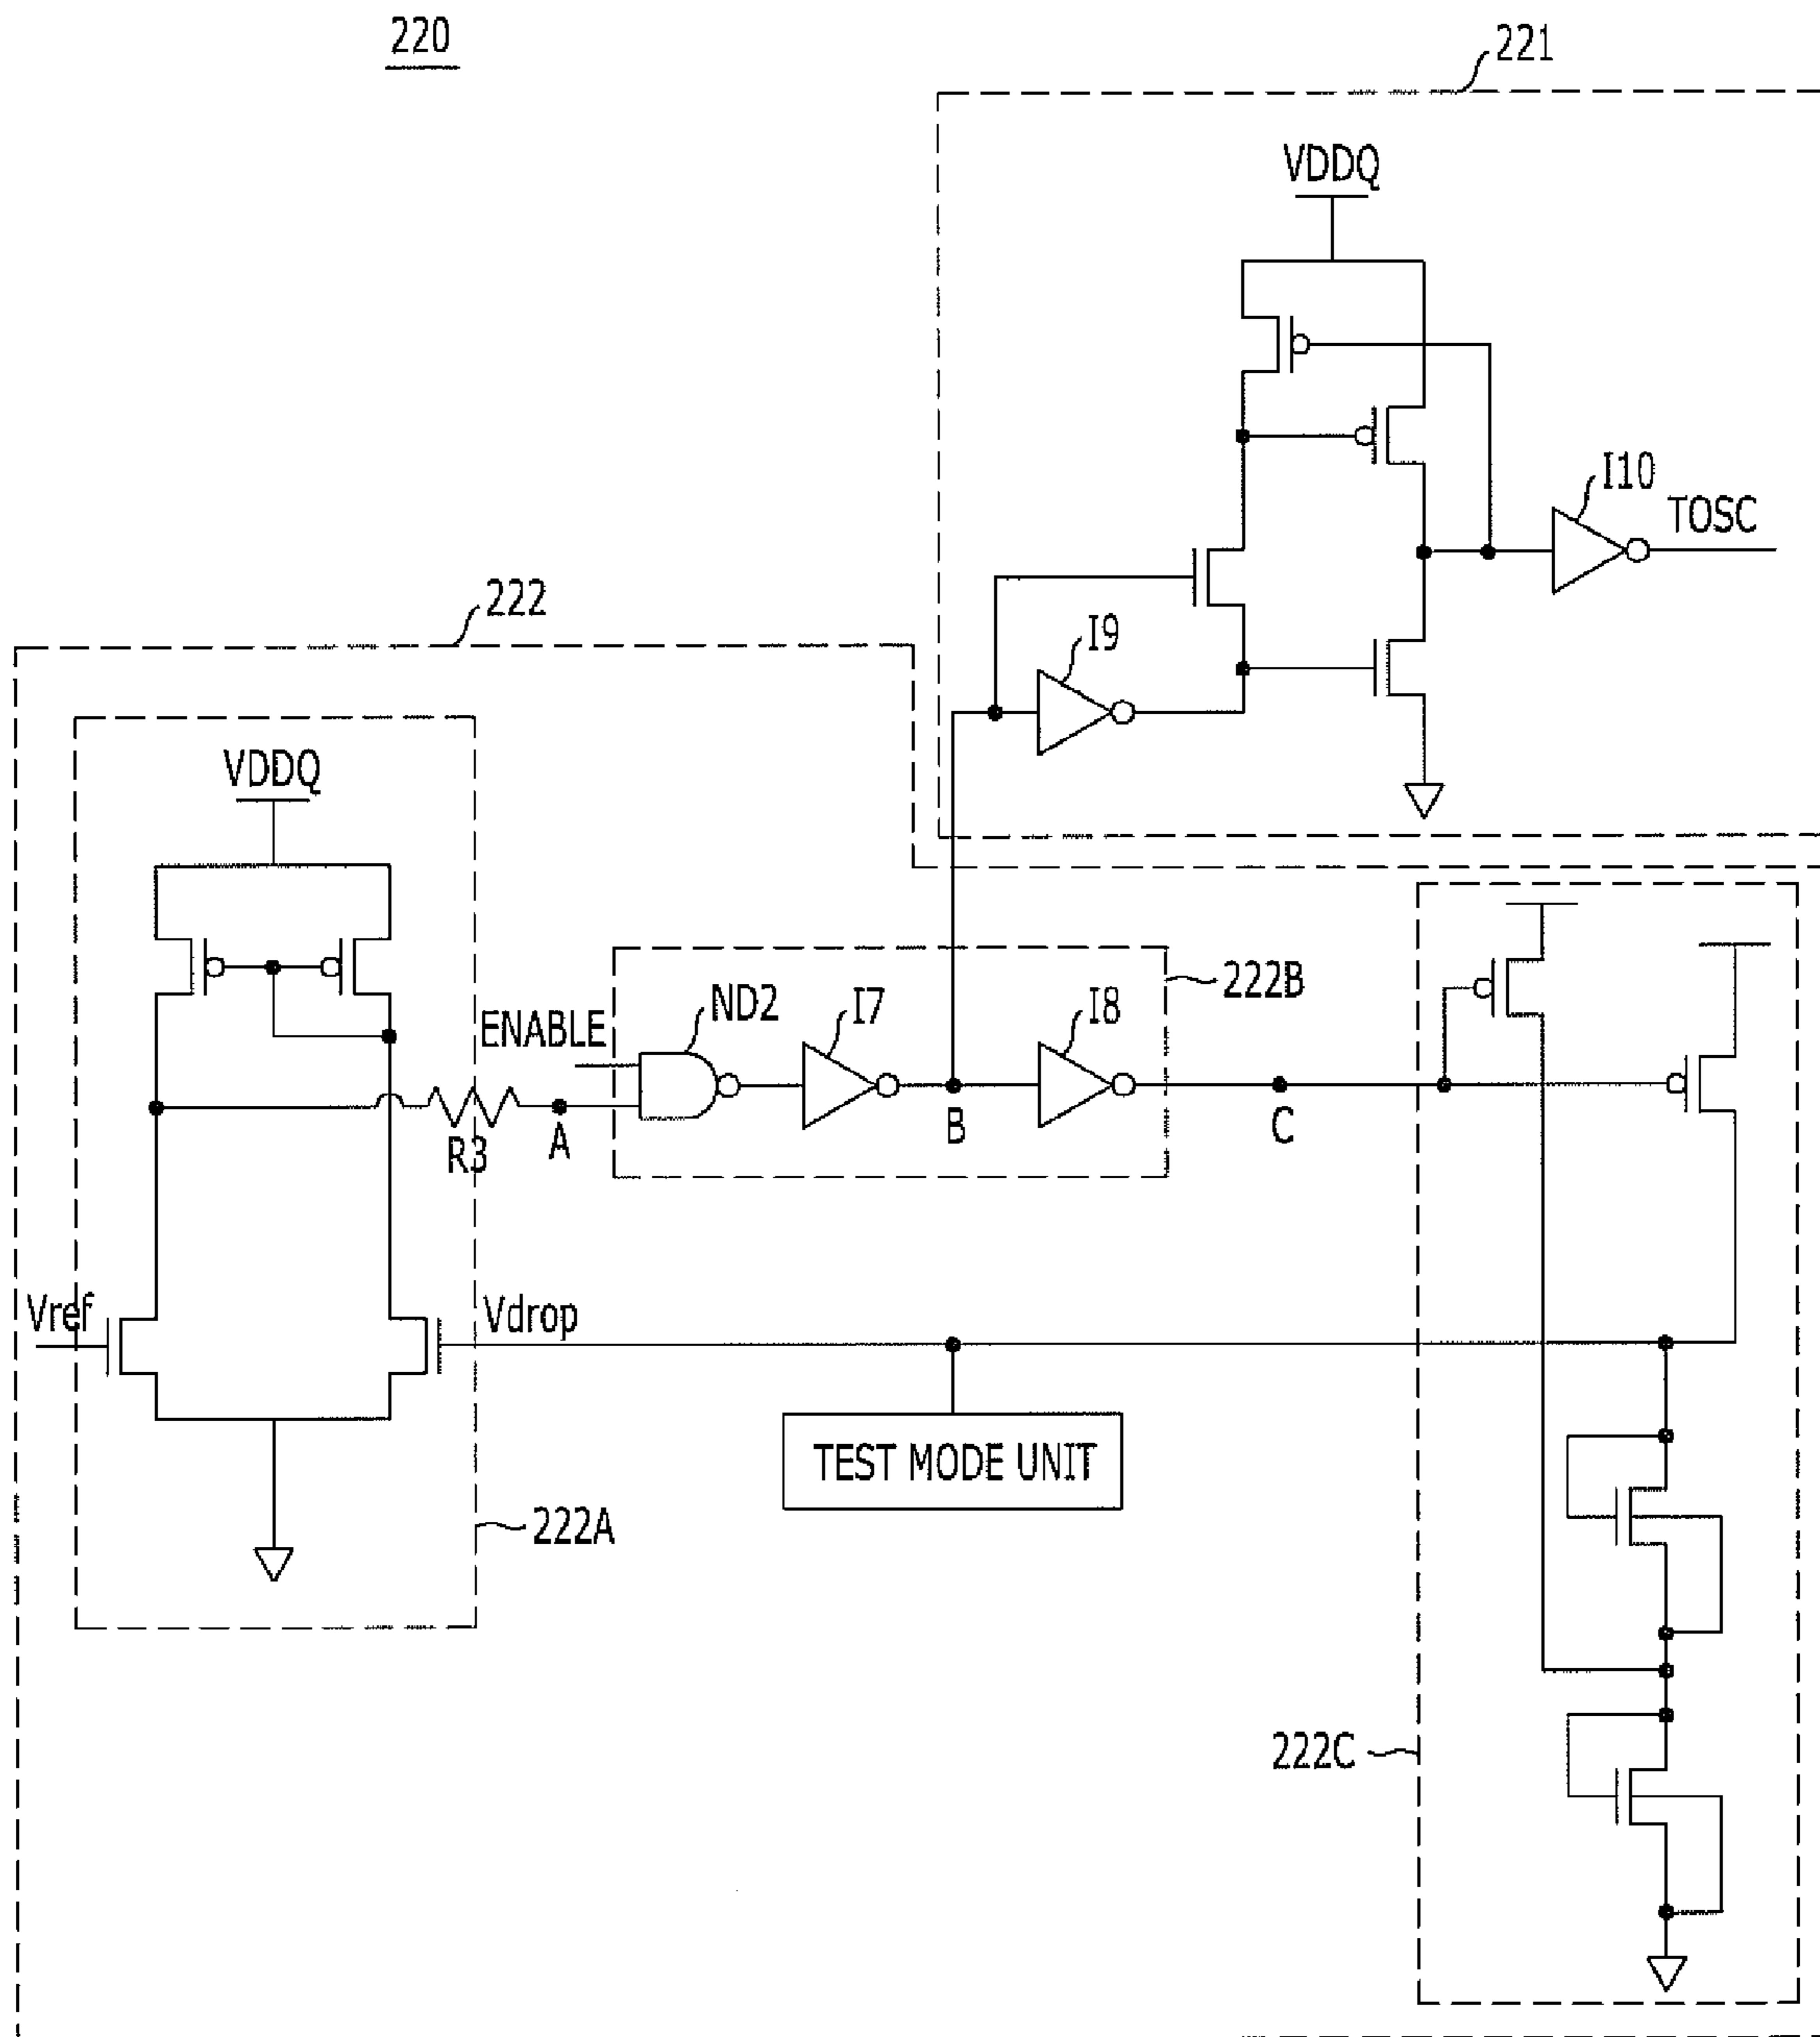 220
221
VDDQ
I10
TOSC
222
I9
VDDQ
222B
ND2
I7
I8
ENABLE
R3
A
B
C
Vref
Vdrop
TEST MODE UNIT
222A
222C